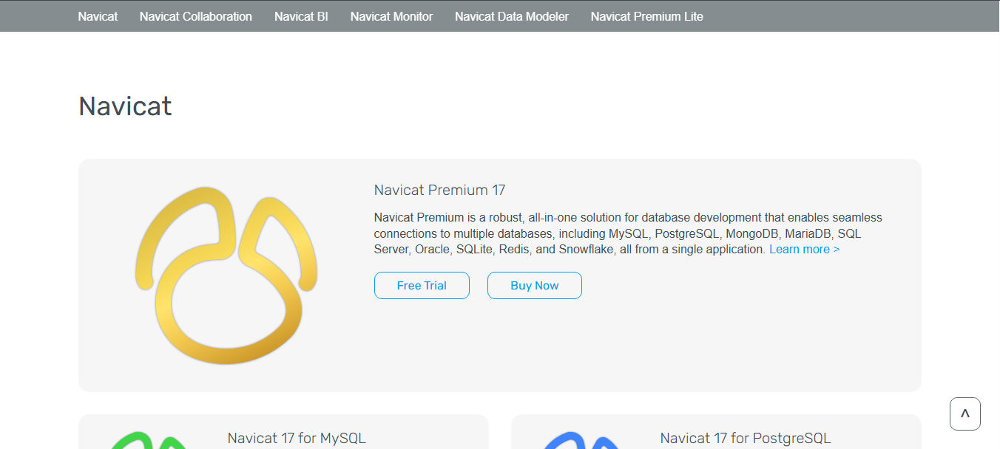 Navicat Navicat Collaboration Navicat BI Navicat Monitor Navicat Data Modeler Navicat Premium Lite
Navicat
Navicat Premium 17
Navicat Premium is a robust, all-in-one solution for database development that enables seamless
connections to multiple databases, including MySQL, PostgreSQL, MongoDB, MariaDB, SQL
Server, Oracle, SQLite, Redis, and Snowflake, all from a single application. Learn more >
Free Trial Buy Now
Navicat 17 for MySQL Navicat 17 for PostgreSQL